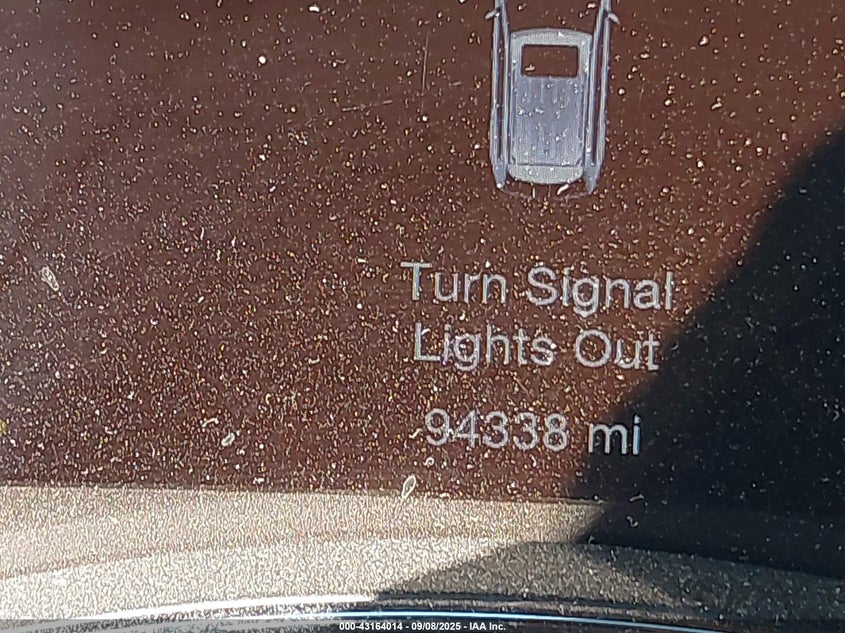 Turn Signal
Lights Out
94338 mi
000-43164014 - 09/08/2025 - IAA Inc.